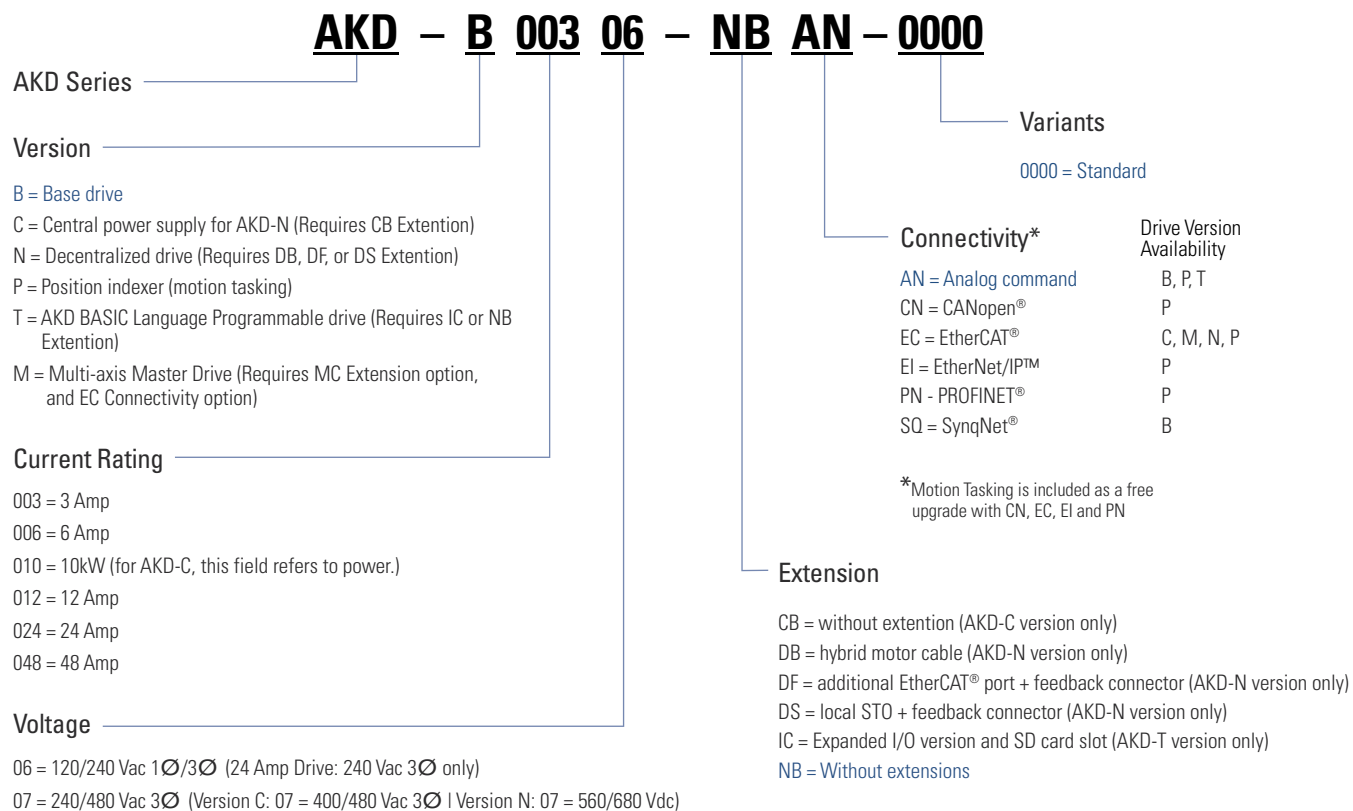 AKD – B 003 06 – NB AN – 0000
AKD Series
Version
B = Base drive
C = Central power supply for AKD-N (Requires CB Extention)
N = Decentralized drive (Requires DB, DF, or DS Extention)
P = Position indexer (motion tasking)
T = AKD BASIC Language Programmable drive (Requires IC or NB
Extention)
M = Multi-axis Master Drive (Requires MC Extension option,
and EC Connectivity option)
Current Rating
003 = 3 Amp
006 = 6 Amp
010 = 10kW (for AKD-C, this field refers to power.)
012 = 12 Amp
024 = 24 Amp
048 = 48 Amp
Voltage
06 = 120/240 Vac 1Ø/3Ø (24 Amp Drive: 240 Vac 3Ø only)
07 = 240/480 Vac 3Ø (Version C: 07 = 400/480 Vac 3Ø | Version N: 07 = 560/680 Vdc)
Variants
0000 = Standard
Connectivity* Drive Version
Availability
AN = Analog command B, P, T
CN = CANopen® P
EC = EtherCAT® C, M, N, P
EI = EtherNet/IP™ P
PN - PROFINET® P
SQ = SynqNet® B
*Motion Tasking is included as a free
upgrade with CN, EC, EI and PN
Extension
CB = without extention (AKD-C version only)
DB = hybrid motor cable (AKD-N version only)
DF = additional EtherCAT® port + feedback connector (AKD-N version only)
DS = local STO + feedback connector (AKD-N version only)
IC = Expanded I/O version and SD card slot (AKD-T version only)
NB = Without extensions